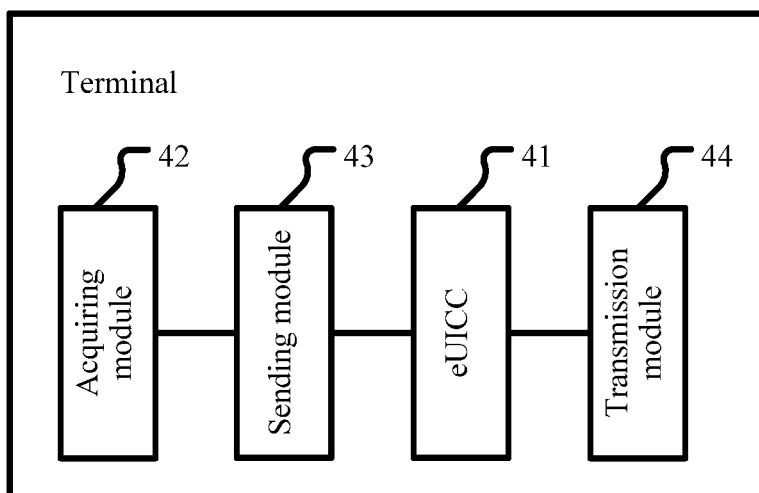 Terminal
42
43
41
44
Acquiring
module
Sending module
eUICC
Transmission
module